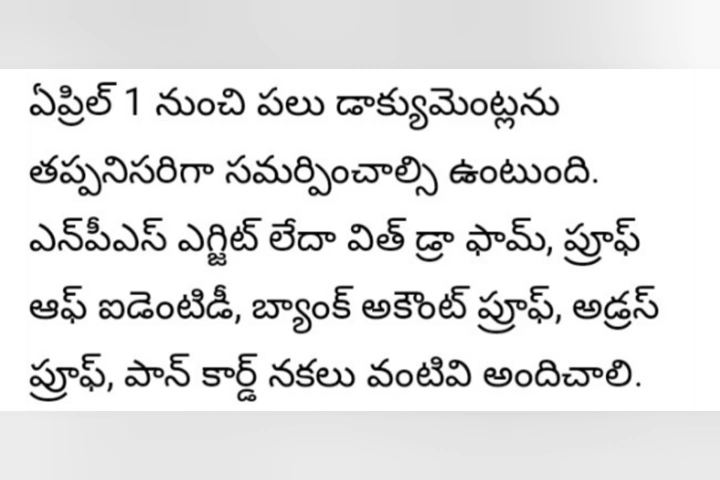 ఏప్రిల్ 1 నుంచి పలు డాక్యుమెంట్లను
తప్పనిసరిగా సమర్పించాల్సి ఉంటుంది.
ఎన్‌పీఎస్ ఎగ్జిట్ లేదా విత్ డ్రా ఫామ్, ప్రూఫ్
ఆఫ్ ఐడెంటిడీ, బ్యాంక్ అకౌంట్ ప్రూఫ్, అడ్రస్
ప్రూఫ్, పాన్ కార్డ్ నకలు వంటివి అందిచాలి.